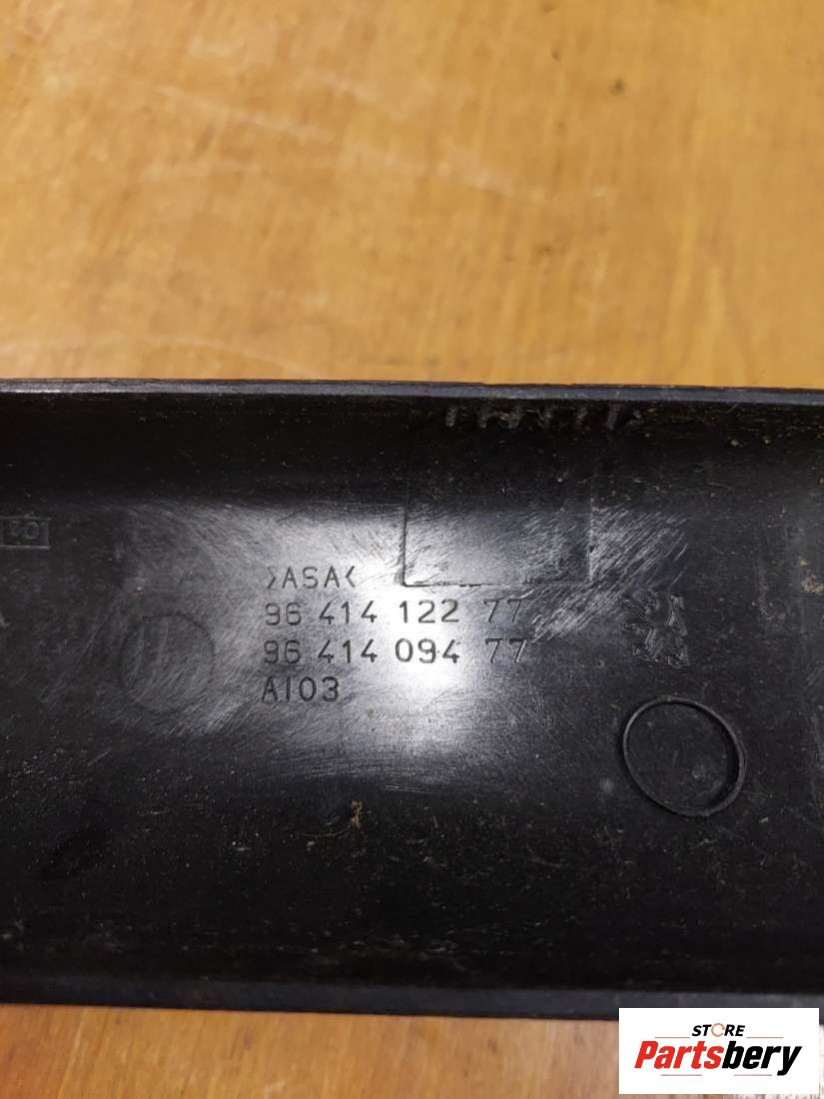 >ASA<
96 414 122 77
96 414 094 77
A103
STORE
Partsbery